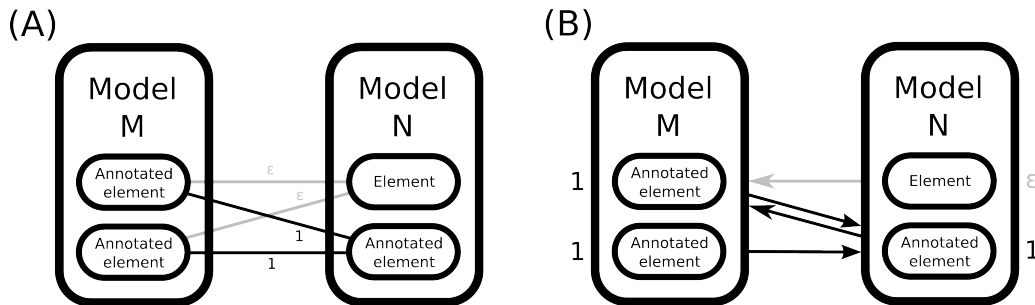 (A)
Model
M
Annotated
element
Annotated
element
ε
ε
1
1
Model
N
Element
Annotated
element
(B)
1
1
Model
M
Annotated
element
Annotated
element
Model
N
Element
Annotated
element
ε
1